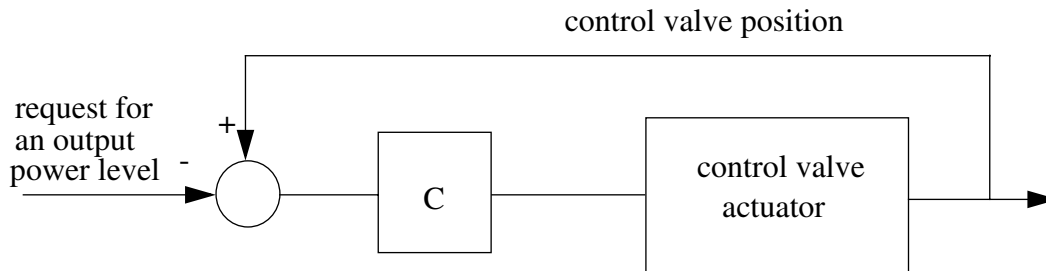 control valve position
request for
an output
power level
+
-
C
control valve
actuator